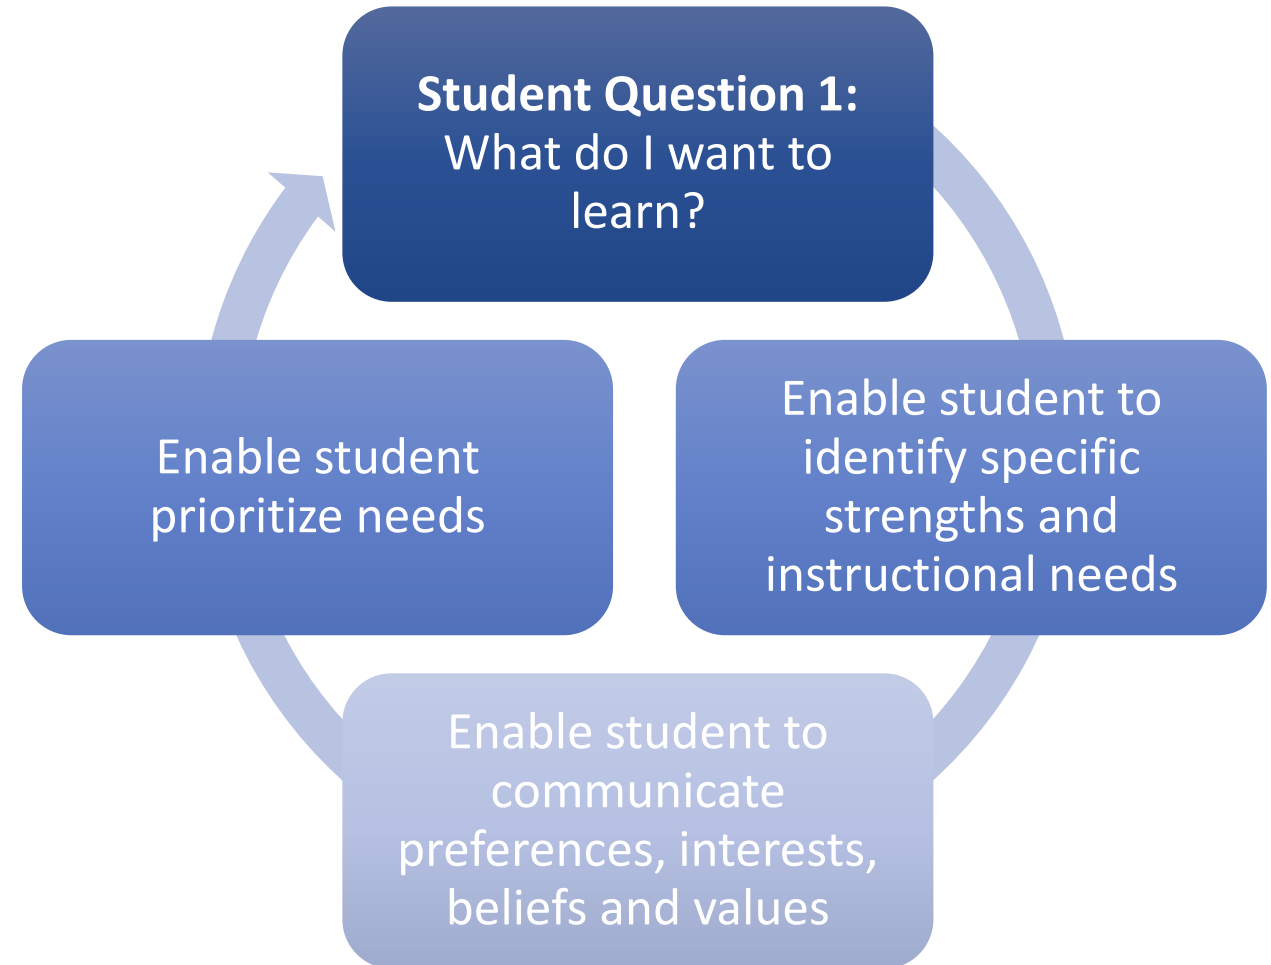 Student Question 1:
What do I want to
learn?
Enable student to
identify specific
strengths and
instructional needs
Enable student to
communicate
preferences, interests,
beliefs and values
Enable student
prioritize needs